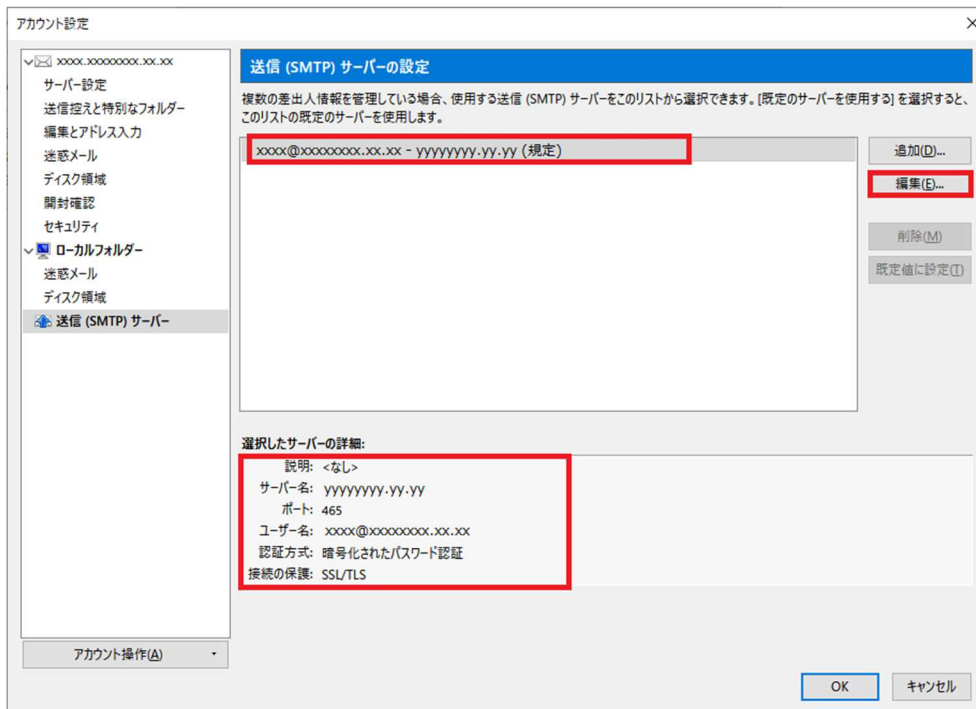 アカウント設定
xxxx.xxxxxxxx.xx.xx
サーバー設定
送信控えと特別なフォルダー
編集とアドレス入力
迷惑メール
ディスク領域
開封確認
セキュリティ
ローカルフォルダー
迷惑メール
ディスク領域
送信 (SMTP) サーバー
アカウント操作(A)
送信 (SMTP) サーバーの設定
複数の差出人情報を管理している場合、使用する送信 (SMTP) サーバーをこのリストから選択できます。[既定のサーバーを使用する] を選択すると、
このリストの既定のサーバーを使用します。
xxxx@xxxxxxxx.xx.xx - yyyyyyyy.yy.yy (規定)
追加(D)...
編集(E)...
削除(M)
既定値に設定(T)
選択したサーバーの詳細:
説明: <なし>
サーバー名: yyyyyyyy.yy.yy
ポート: 465
ユーザー名: xxxx@xxxxxxxx.xx.xx
認証方式: 暗号化されたパスワード認証
接続の保護: SSL/TLS
OK
キャンセル